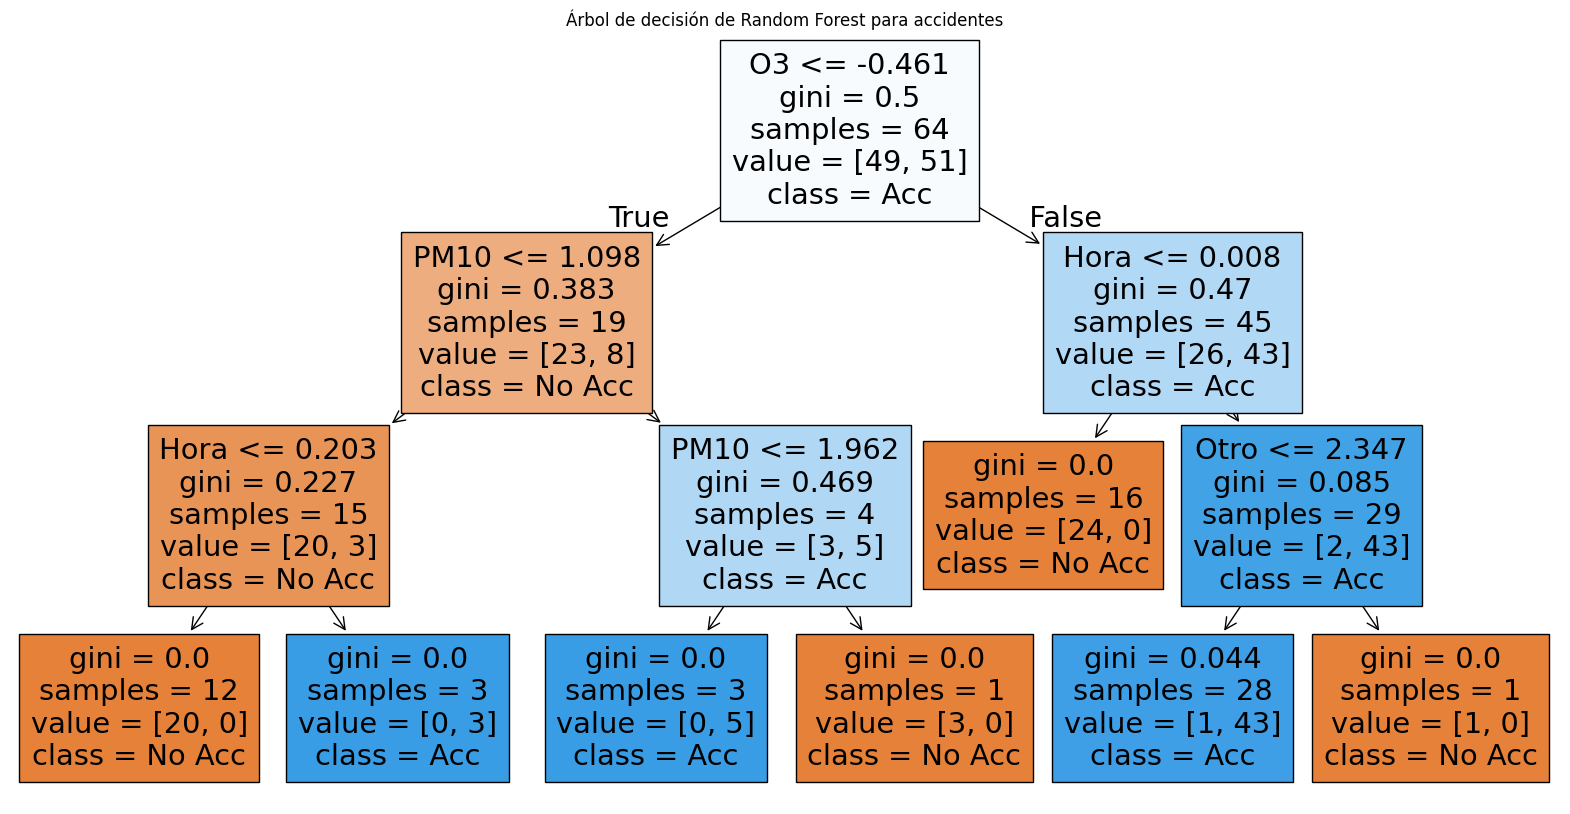 Árbol de decisión de Random Forest para accidentes
O3 <= -0.461
gini = 0.5
samples = 64
value = [49, 51]
class = Acc
True
False
PM10 <= 1.098
gini = 0.383
samples = 19
value = [23, 8]
class = No Acc
Hora <= 0.008
gini = 0.47
samples = 45
value = [26, 43]
class = Acc
Hora <= 0.203
gini = 0.227
samples = 15
value = [20, 3]
class = No Acc
PM10 <= 1.962
gini = 0.469
samples = 4
value = [3, 5]
class = Acc
gini = 0.0
samples = 16
value = [24, 0]
class = No Acc
Otro <= 2.347
gini = 0.085
samples = 29
value = [2, 43]
class = Acc
gini = 0.0
samples = 12
value = [20, 0]
class = No Acc
gini = 0.0
samples = 3
value = [0, 3]
class = Acc
gini = 0.0
samples = 3
value = [0, 5]
class = Acc
gini = 0.0
samples = 1
value = [3, 0]
class = No Acc
gini = 0.044
samples = 28
value = [1, 43]
class = Acc
gini = 0.0
samples = 1
value = [1, 0]
class = No Acc